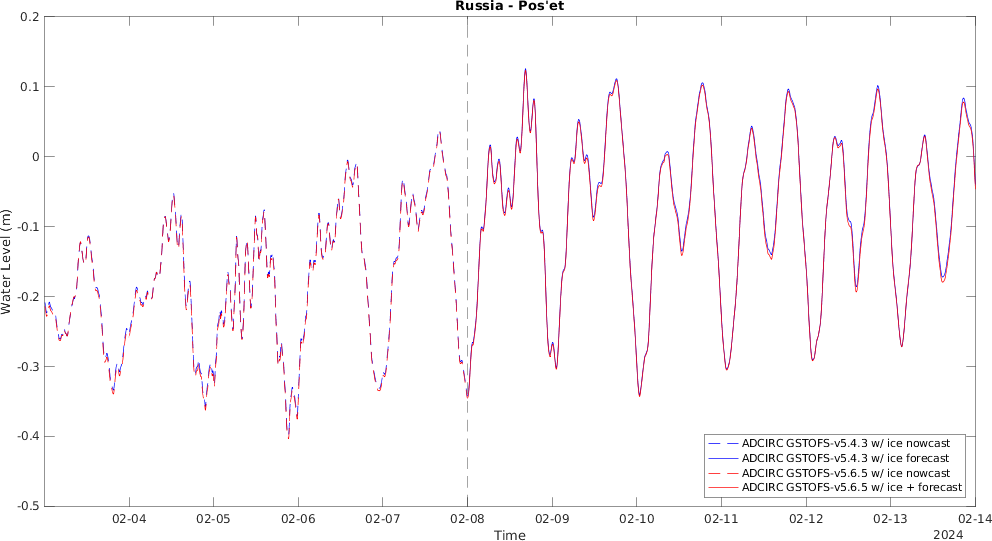 Russia - Pos'et
Water Level (m)
0.2
0.1
0
-0.1
-0.2
-0.3
-0.4
-0.5
ADCIRC GSTOFS-v5.4.3 w/ ice nowcast
ADCIRC GSTOFS-v5.4.3 w/ ice forecast
ADCIRC GSTOFS-v5.6.5 w/ ice nowcast
ADCIRC GSTOFS-v5.6.5 w/ ice + forecast
02-04 02-05 02-06 02-07 02-08 02-09 02-10 02-11 02-12 02-13 02-14
Time
2024